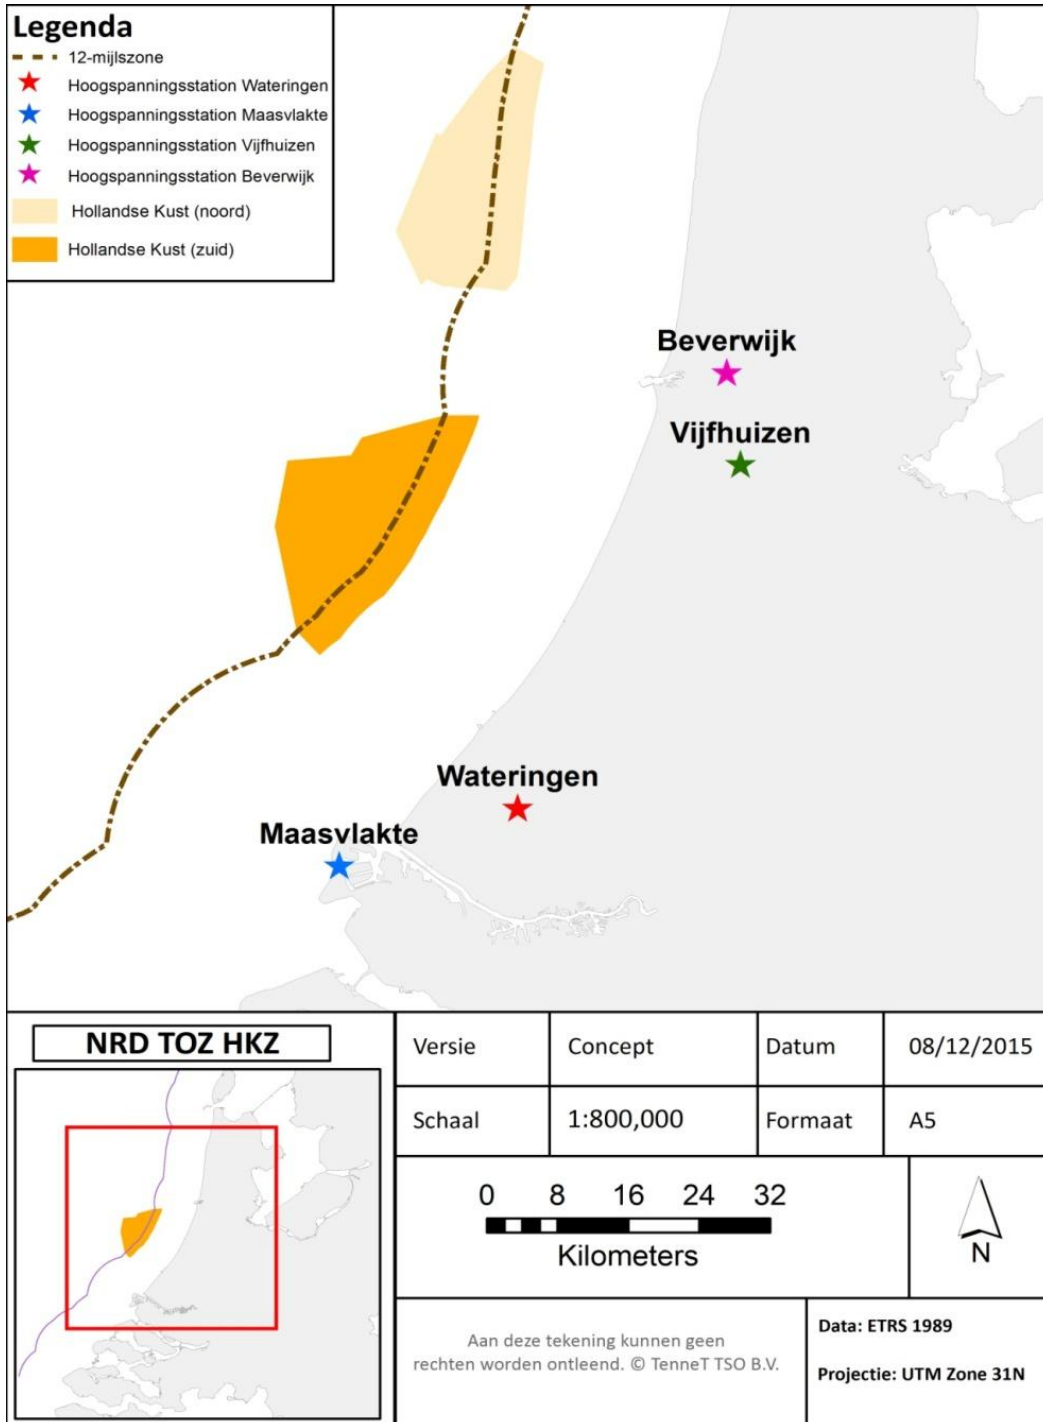 Legenda
12-mijlszone
Hoogspanningsstation Wateringen
Hoogspanningsstation Maasvlakte
Hoogspanningsstation Vijfhuizen
Hoogspanningsstation Beverwijk
Hollandse Kust (noord)
Hollandse Kust (zuid)
Beverwijk
Vijfhuizen
Wateringen
Maasvlakte
NRD TOZ HKZ
Versie Concept Datum 08/12/2015
Schaal 1:800,000 Formaat A5
0 8 16 24 32
Kilometers
N
Aan deze tekening kunnen geen
rechten worden ontleend. © TenneT TSO B.V.
Data: ETRS 1989
Projectie: UTM Zone 31N